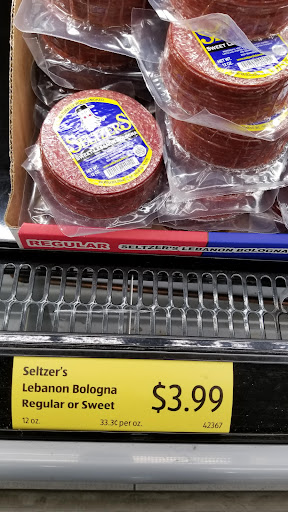 SELTZER'S
SWEET
REGULAR SELTZER'S LEBANON BOLOGNA
Seltzer's
Lebanon Bologna
Regular or Sweet
$3.99
12 oz. 33.3¢ per oz. 42367